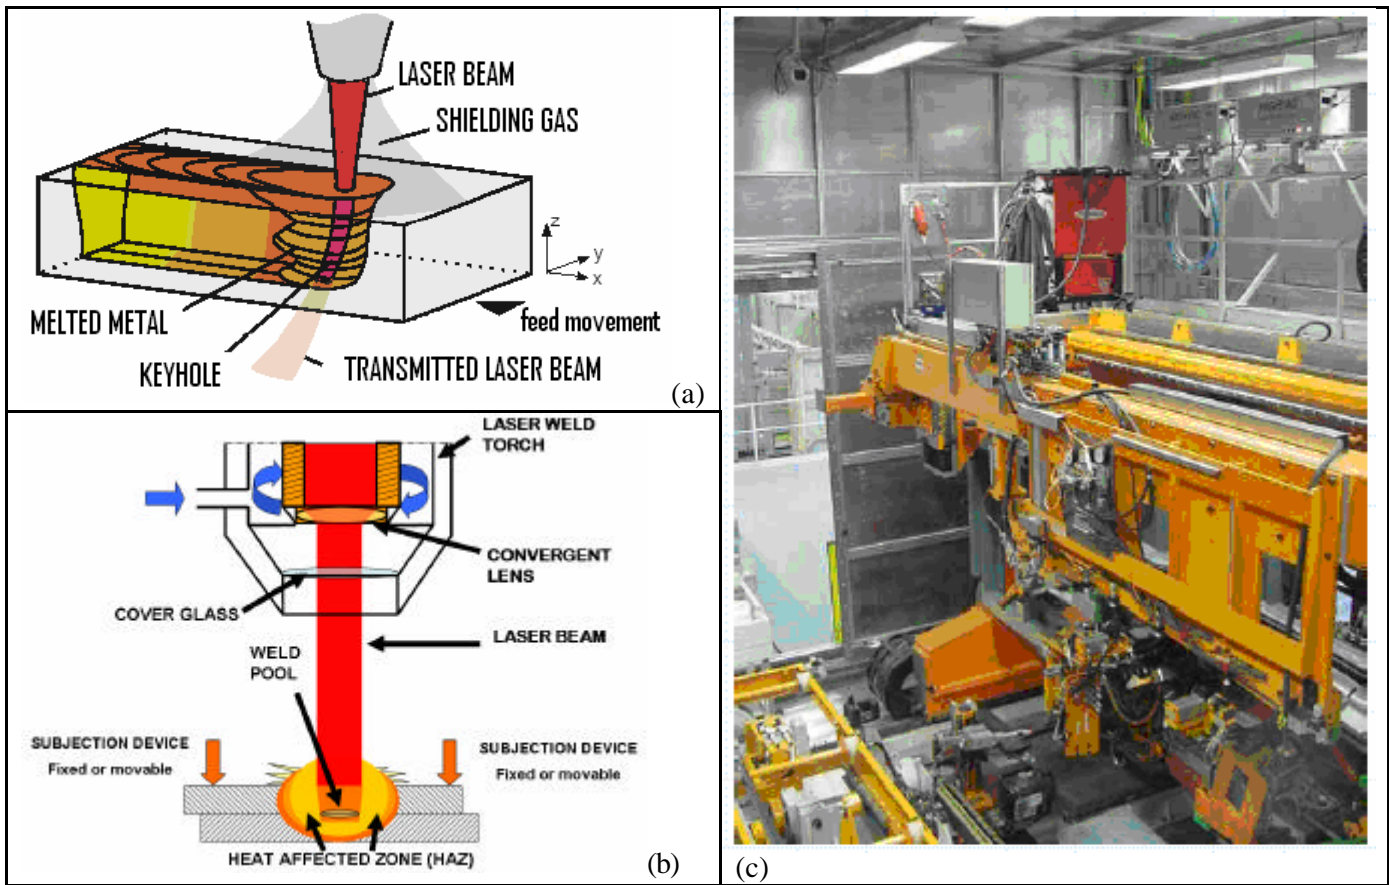 LASER BEAM
SHIELDING GAS
z
y
x
MELTED METAL
feed movement
KEYHOLE
TRANSMITTED LASER BEAM
(a)
LASER WELD
TORCH
CONVERGENT
LENS
COVER GLASS
LASER BEAM
WELD
POOL
SUBJECTION DEVICE
Fixed or movable
SUBJECTION DEVICE
Fixed or movable
HEAT AFFECTED ZONE (HAZ)
(b)
(c)